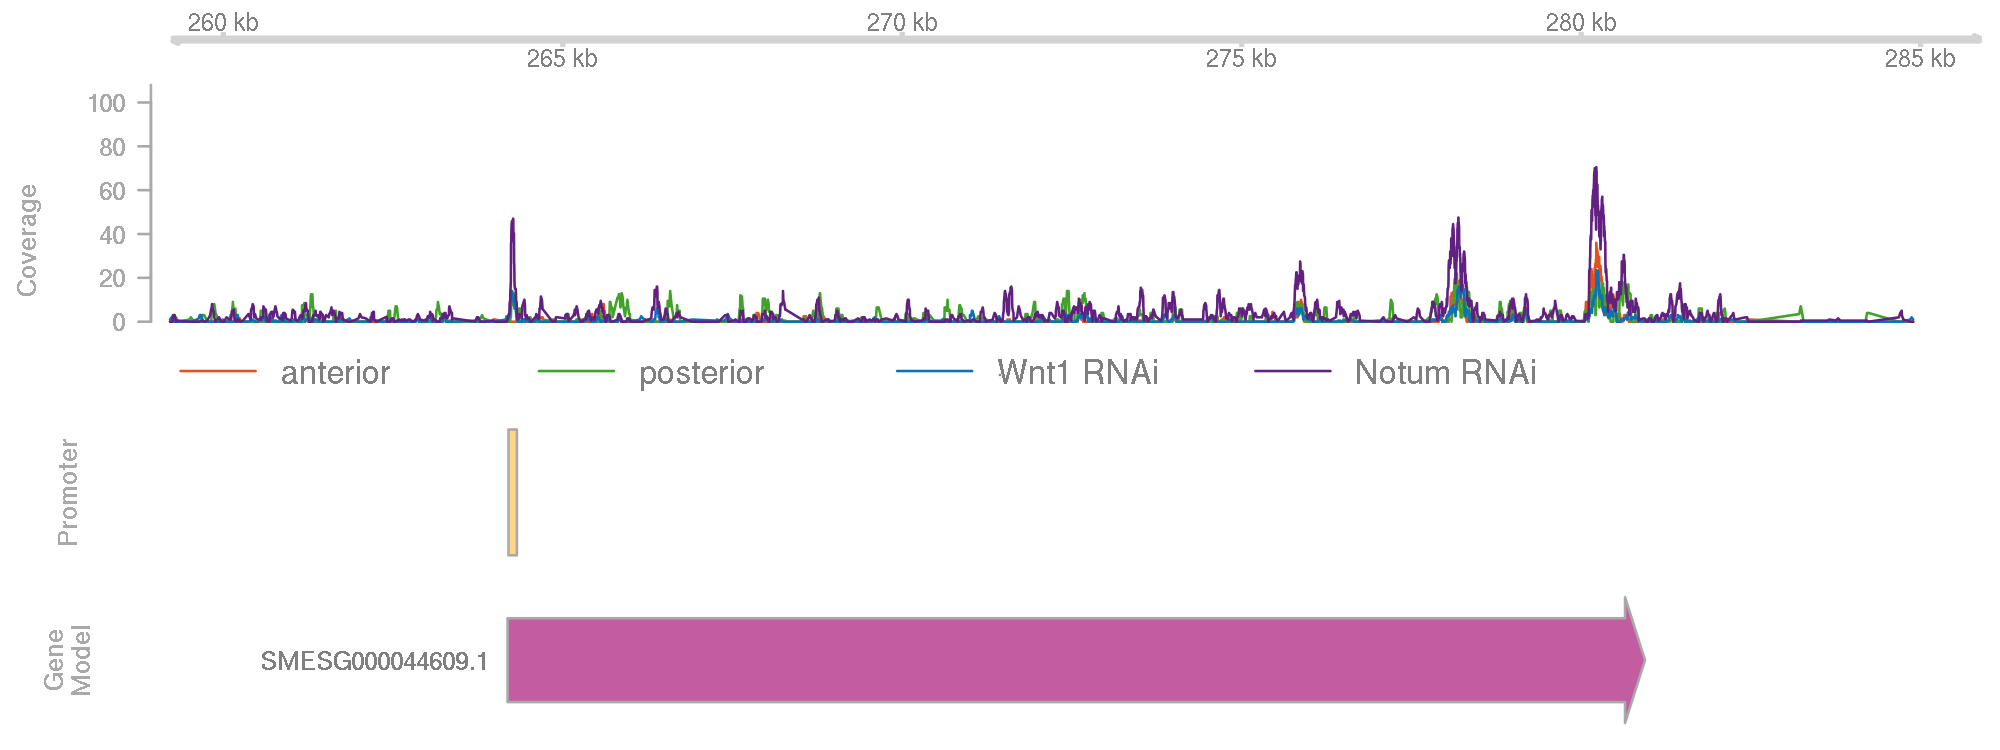 260 kb 270 kb 280 kb
265 kb 275 kb 285 kb
Coverage
100
80
60
40
20
0
anterior posterior Wnt1 RNAi Notum RNAi
Promoter
Gene
Model
SMESG000044609.1